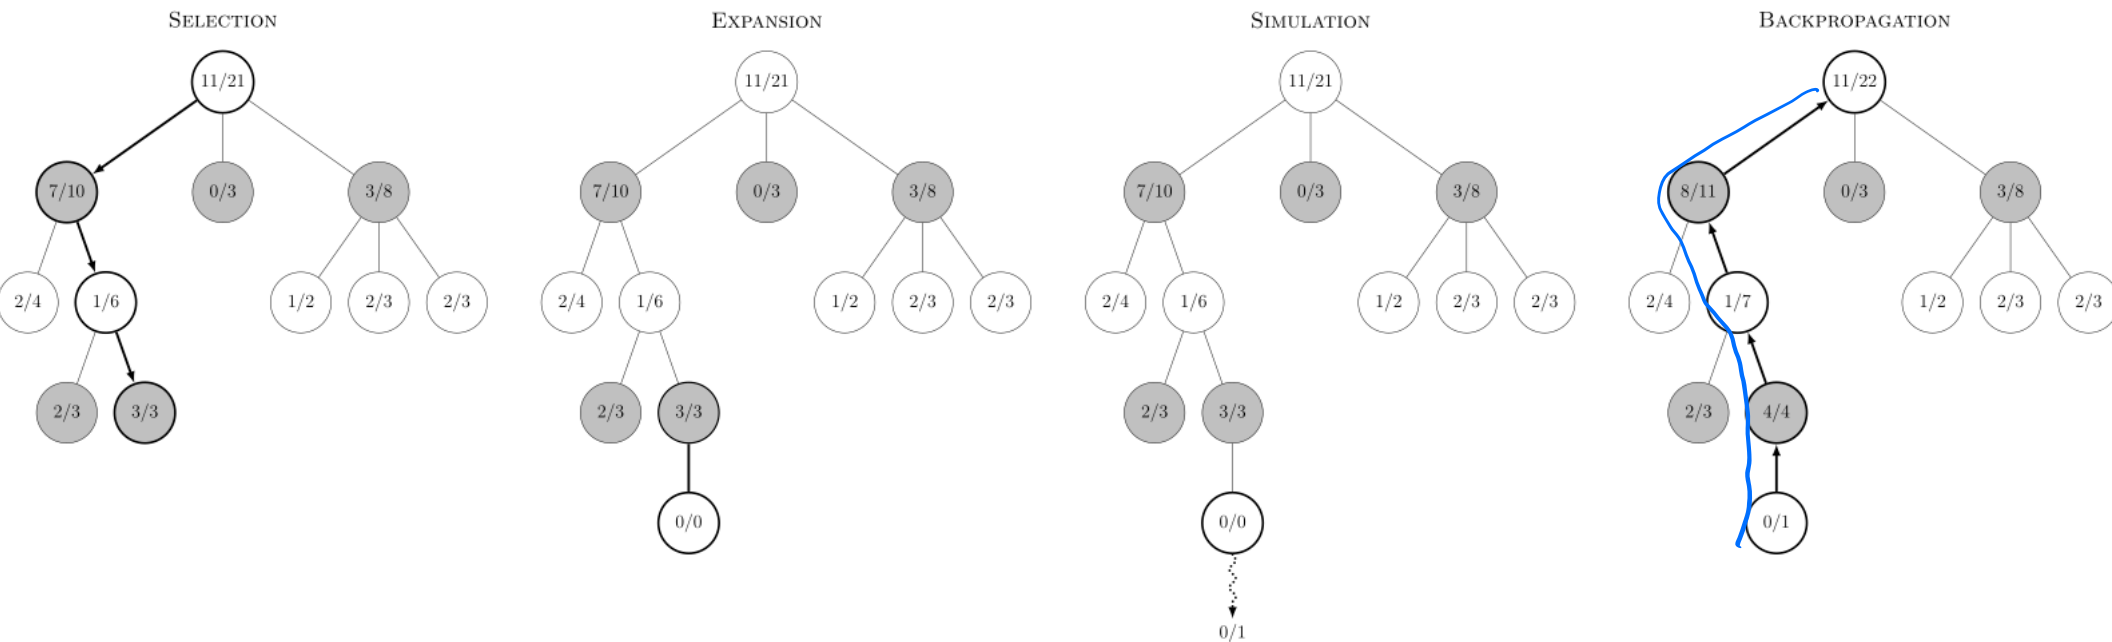 SELECTION
11/21
7/10 0/3 3/8
2/4 1/6 1/2 2/3 2/3
2/3 3/3
EXPANSION
11/21
7/10 0/3 3/8
2/4 1/6 1/2 2/3 2/3
2/3 3/3
0/0
SIMULATION
11/21
7/10 0/3 3/8
2/4 1/6 1/2 2/3 2/3
2/3 3/3
0/0
0/1
BACKPROPAGATION
11/22
8/11 0/3 3/8
2/4 1/7 1/2 2/3 2/3
2/3 4/4
0/1